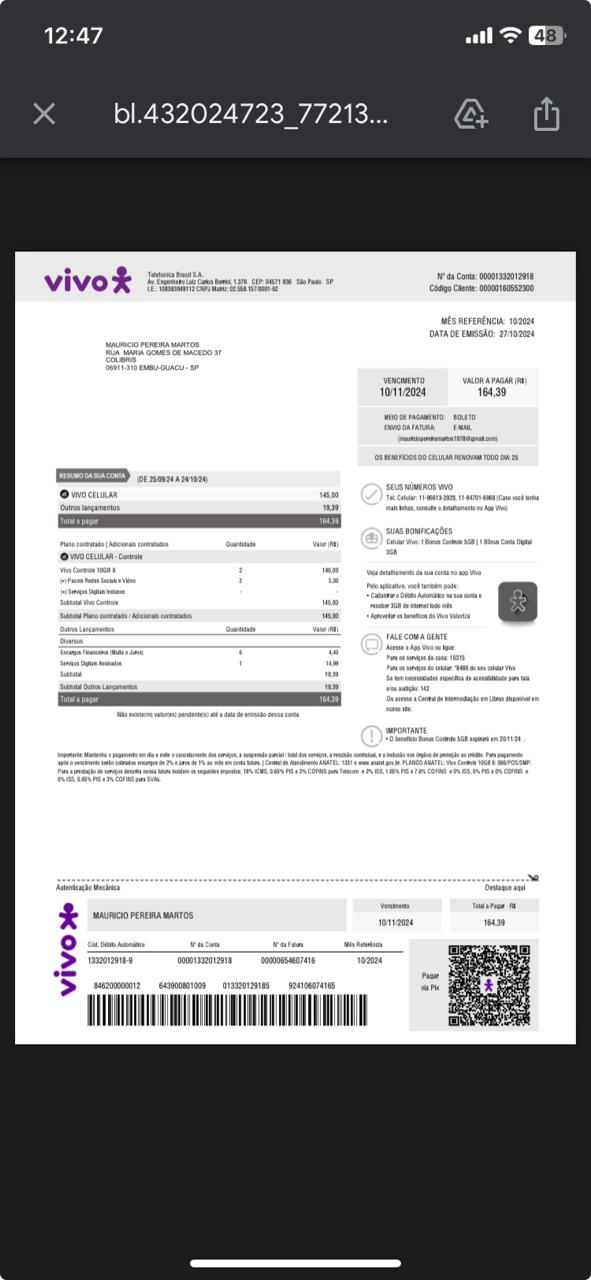 12:47
48
bl.432024723_77213...
vivo
Telefonica Brasil S.A.
Av. Engenheiro Luiz Carlos Berrini, 1.376 CEP: 04571 936 São Paulo SP
I.E.: 108383949112 CNPJ Matriz: 02.558.157/0001-62
Nº da Conta: 00001332012918
Código Cliente: 00000160552300
MÊS REFERÊNCIA: 10/2024
DATA DE EMISSÃO: 27/10/2024
MAURICIO PEREIRA MARTOS
RUA MARIA GOMES DE MACEDO 37
COLIBRIS
06911-310 EMBU-GUACU - SP
VENCIMENTO
10/11/2024
VALOR A PAGAR (R$)
164,39
MEIO DE PAGAMENTO: BOLETO
ENVIO DA FATURA: E-MAIL
(mauriciopereiramartos1978@gmail.com)
OS BENEFÍCIOS DO CELULAR RENOVAM TODO DIA: 25
RESUMO DA SUA CONTA (DE 25/09/24 A 24/10/24)
VIVO CELULAR 145,00
Outros lançamentos 19,39
Total a pagar 164,39
Plano contratado | Adicionais contratados Quantidade Valor (R$)
VIVO CELULAR - Controle
Vivo Controle 10GB II 2 140,00
(+) Pacote Redes Sociais e Vídeo 2 5,00
(+) Serviços Digitais Inclusos - -
Subtotal Vivo Controle 145,00
Subtotal Plano contratado / Adicionais contratados 145,00
Outros Lançamentos Quantidade Valor (R$)
Diversos
Encargos Financeiros (Multa e Juros) 6 4,40
Serviços Digitais Assinados 1 14,99
Subtotal 19,39
Subtotal Outros Lançamentos 19,39
Total a pagar 164,39
Não existe(m) valor(es) pendente(s) até a data de emissão dessa conta
SEUS NÚMEROS VIVO
Tel. Celular: 11-96613-2929, 11-94701-6968 (Caso você tenha
mais linhas, consulte o detalhamento no App Vivo)
SUAS BONIFICAÇÕES
Celular Vivo: 1 Bonus Controle 5GB | 1 Bônus Conta Digital
3GB
Veja detalhamento da sua conta no app Vivo
Pelo aplicativo, você também pode:
• Cadastrar o Débito Automático na sua conta e
receber 3GB de internet todo mês
• Aproveitar os benefícios do Vivo Valoriza
FALE COM A GENTE
Acesse o App Vivo ou ligue:
Para os serviços da casa: 10315
Para os serviços do celular: *8486 do seu celular Vivo
Se tem necessidades específica de acessibilidade para fala
e/ou audição: 142
Ou acesse a Central de Intermediação em Libras disponível em
nosso site.
IMPORTANTE
• O benefício Bonus Controle 5GB expirará em 20/11/24 .
Importante: Mantenha o pagamento em dia e evite o cancelamento dos serviços, a suspensão parcial / total dos serviços, a rescisão contratual, e a inclusão nos órgãos de proteção ao crédito. Para pagamento
após o vencimento serão cobrados encargos de 2% e juros de 1% ao mês em conta futura. | Central de Atendimento ANATEL: 1331 e www.anatel.gov.br. PLANOS ANATEL: Vivo Controle 10GB II: 066/POS/SMP.
Para a prestação de serviços descrita nessa fatura incidem os seguintes impostos: 18% ICMS, 0,65% PIS e 3% COFINS para Telecom e 2% ISS, 1,65% PIS e 7,6% COFINS e 0% ISS, 0% PIS e 0% COFINS e
0% ISS, 0,65% PIS e 3% COFINS para SVAs.
Autenticação Mecânica Destaque aqui
vivo
MAURICIO PEREIRA MARTOS
Vencimento
10/11/2024
Total a Pagar R$
164,39
Cód. Débito Automático Nº da Conta Nº da Fatura Mês Referência
1332012918-9 00001332012918 00000654607416 10/2024
846200000012 643900801009 013320129185 924106074165
Pagar
via Pix